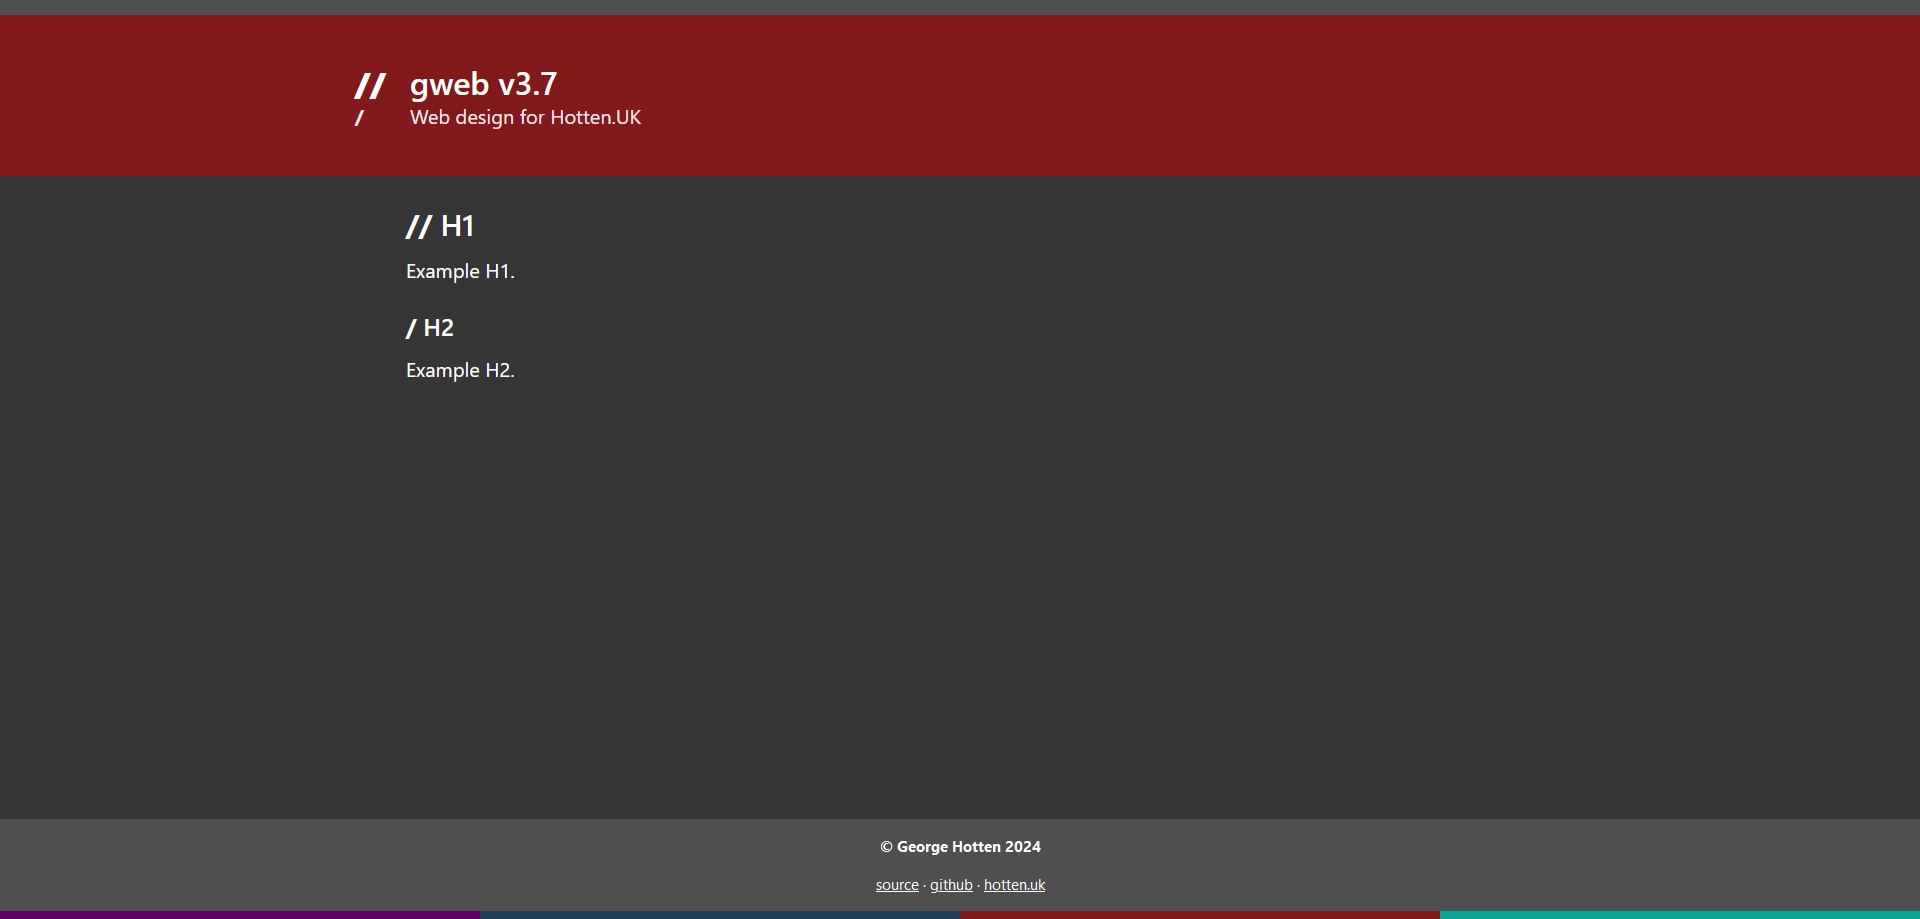 // gweb v3.7
/ Web design for Hotten.UK
// H1
Example H1.
/ H2
Example H2.
© George Hotten 2024
source · github · hotten.uk